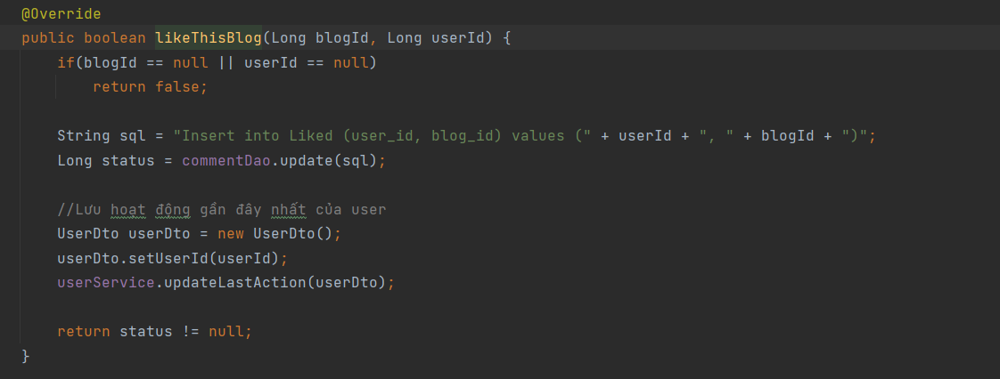 @Override
public boolean likeThisBlog(Long blogId, Long userId) {
if(blogId == null || userId == null)
return false;
String sql = "Insert into Liked (user_id, blog_id) values (" + userId + ", " + blogId + ")";
Long status = commentDao.update(sql);
//Lưu hoạt động gần đây nhất của user
UserDto userDto = new UserDto();
userDto.setUserId(userId);
userService.updateLastAction(userDto);
return status != null;
}